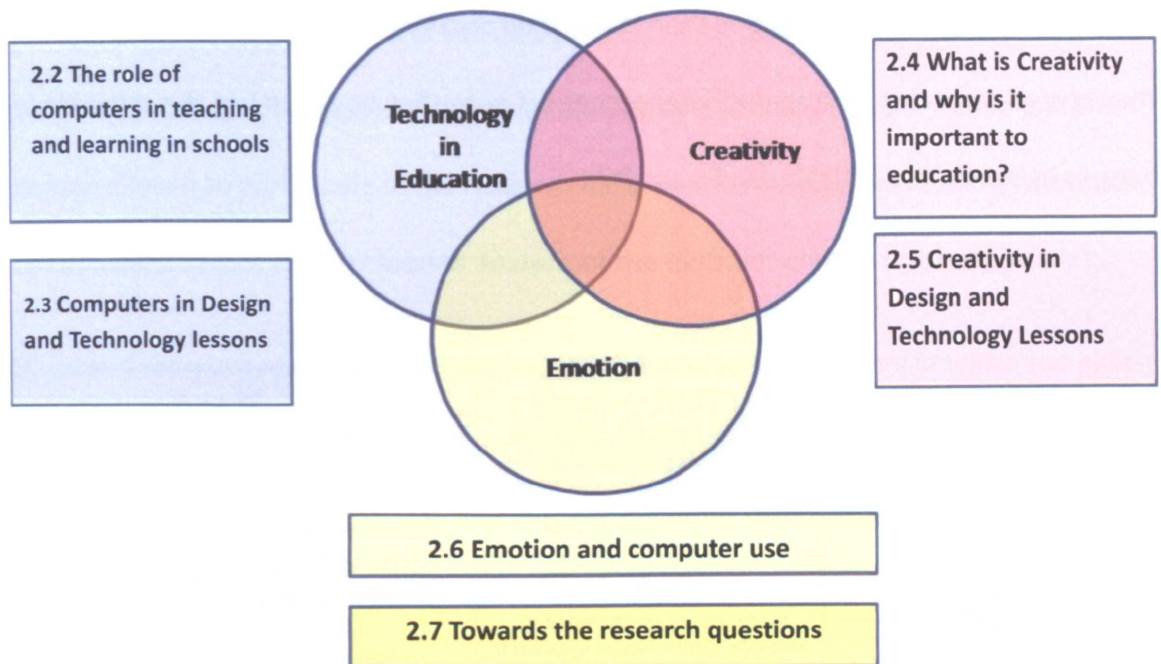 2.2 The role of
computers in teaching
and learning in schools
2.3 Computers in Design
and Technology lessons
Technology
in
Education
Creativity
Emotion
2.4 What is Creativity
and why is it
important to
education?
2.5 Creativity in
Design and
Technology Lessons
2.6 Emotion and computer use
2.7 Towards the research questions